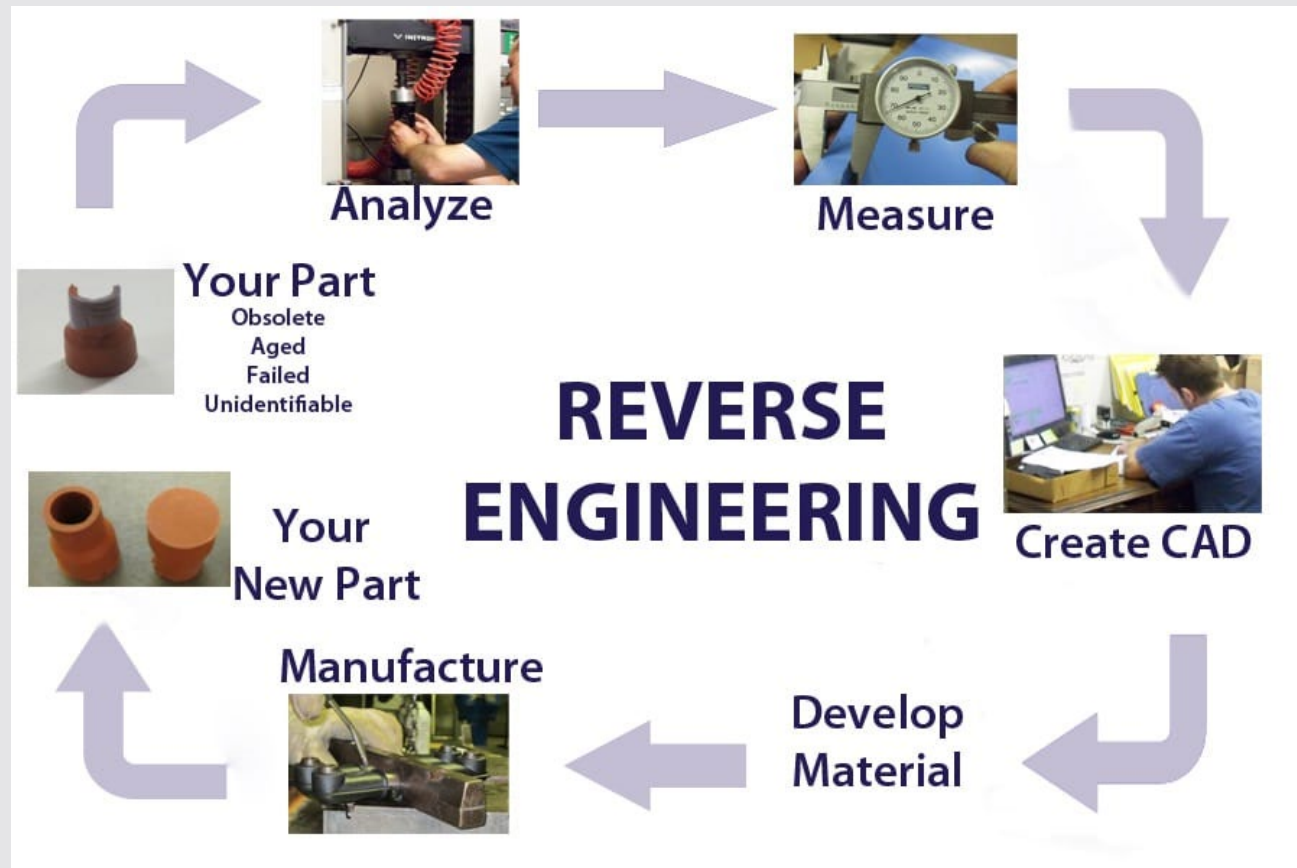 Analyze
Measure
Your Part
Obsolete
Aged
Failed
Unidentifiable
REVERSE
ENGINEERING
Create CAD
Your
New Part
Manufacture
Develop
Material